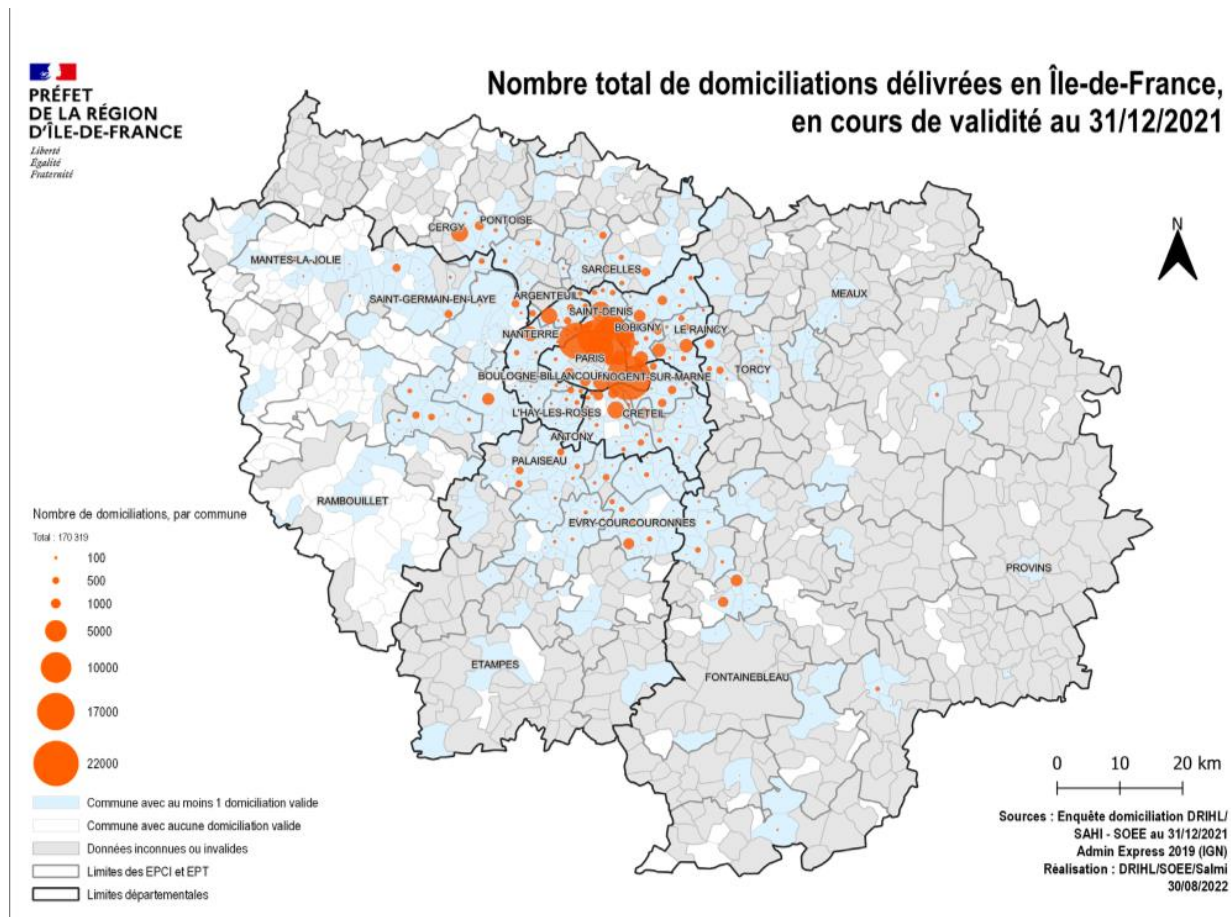 PRÉFET
DE LA RÉGION
D'ÎLE-DE-FRANCE
Liberté
Égalité
Fraternité
Nombre total de domiciliations délivrées en Île-de-France,
en cours de validité au 31/12/2021
N
PONTOISE
CERGY
MANTES-LA-JOLIE
SARCELLES
SAINT-GERMAIN-EN-LAYE
ARGENTEUIL
MEAUX
SAINT-DENIS
NANTERRE
BOBIGNY
LE RAINCY
PARIS
TORCY
BOULOGNE-BILLANCOURT
NOGENT-SUR-MARNE
L'HAY-LES-ROSES
CRETEIL
ANTONY
PALAISEAU
RAMBOUILLET
EVRY-COURCOURONNES
PROVINS
ETAMPES
FONTAINEBLEAU
Nombre de domiciliations, par commune
Total : 170 319
100
500
1000
5000
10000
17000
22000
Commune avec au moins 1 domiciliation valide
Commune avec aucune domiciliation valide
Données inconnues ou invalides
Limites des EPCI et EPT
Limites départementales
0 10 20 km
Sources : Enquête domiciliation DRIHL/
SAHI - SOEE au 31/12/2021
Admin Express 2019 (IGN)
Réalisation : DRIHL/SOEE/Salmi
30/08/2022